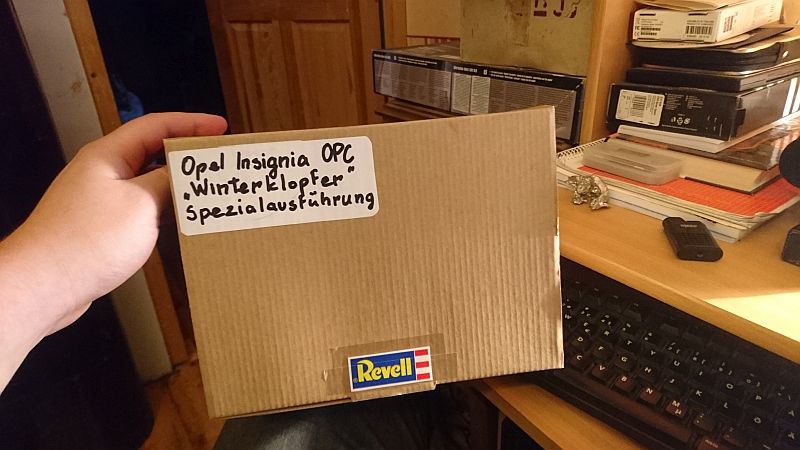 Opel Insignia OPC
„Winterklopfer"
Spezialausführung
Revell